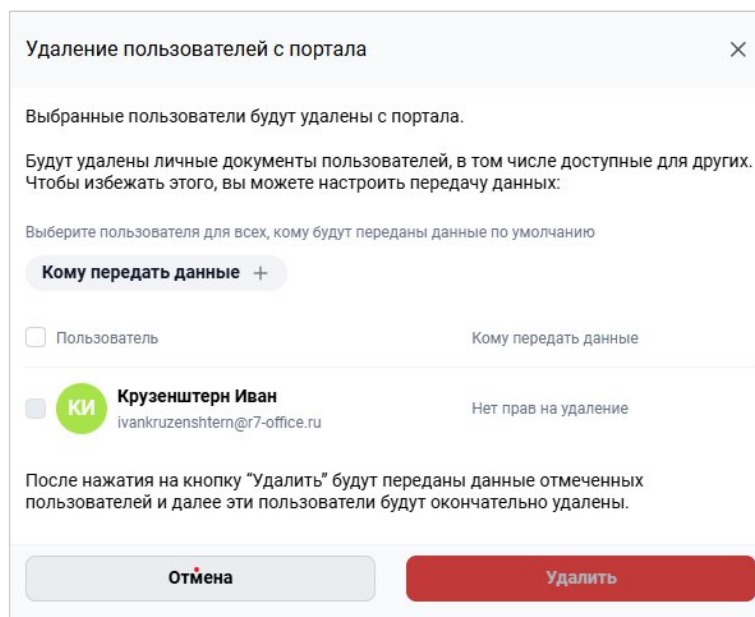 Удаление пользователей с портала
Выбранные пользователи будут удалены с портала.
Будут удалены личные документы пользователей, в том числе доступные для других.
Чтобы избежать этого, вы можете настроить передачу данных:
Выберите пользователя для всех, кому будут переданы данные по умолчанию
Кому передать данные +
Пользователь Кому передать данные
КИ Крузенштерн Иван
ivankruzenshtern@r7-office.ru Нет прав на удаление
После нажатия на кнопку “Удалить” будут переданы данные отмеченных
пользователей и далее эти пользователи будут окончательно удалены.
Отмена Удалить